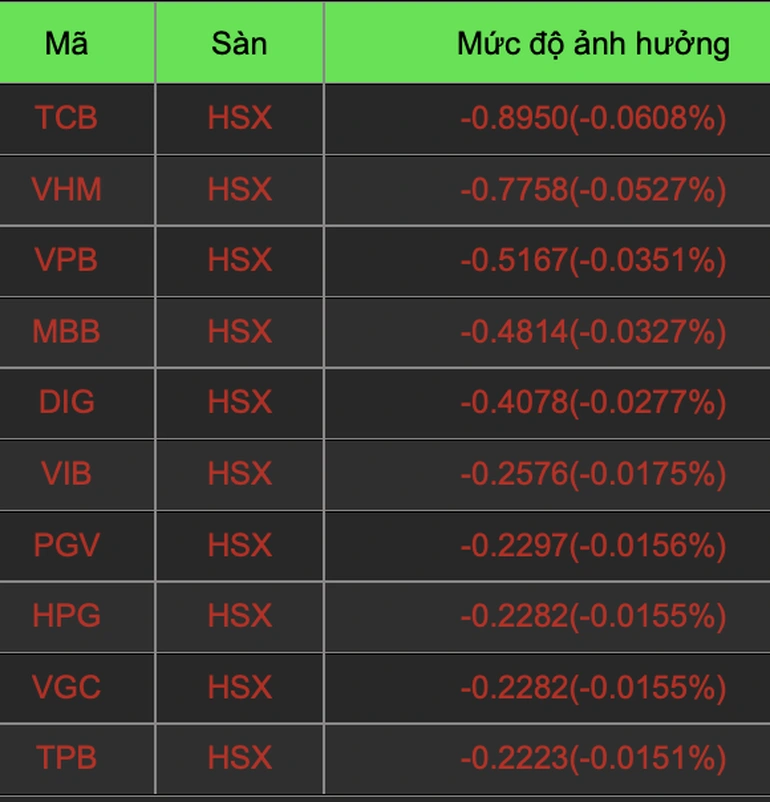 Mã Sàn Mức độ ảnh hưởng
TCB HSX -0.8950(-0.0608%)
VHM HSX -0.7758(-0.0527%)
VPB HSX -0.5167(-0.0351%)
MBB HSX -0.4814(-0.0327%)
DIG HSX -0.4078(-0.0277%)
VIB HSX -0.2576(-0.0175%)
PGV HSX -0.2297(-0.0156%)
HPG HSX -0.2282(-0.0155%)
VGC HSX -0.2282(-0.0155%)
TPB HSX -0.2223(-0.0151%)